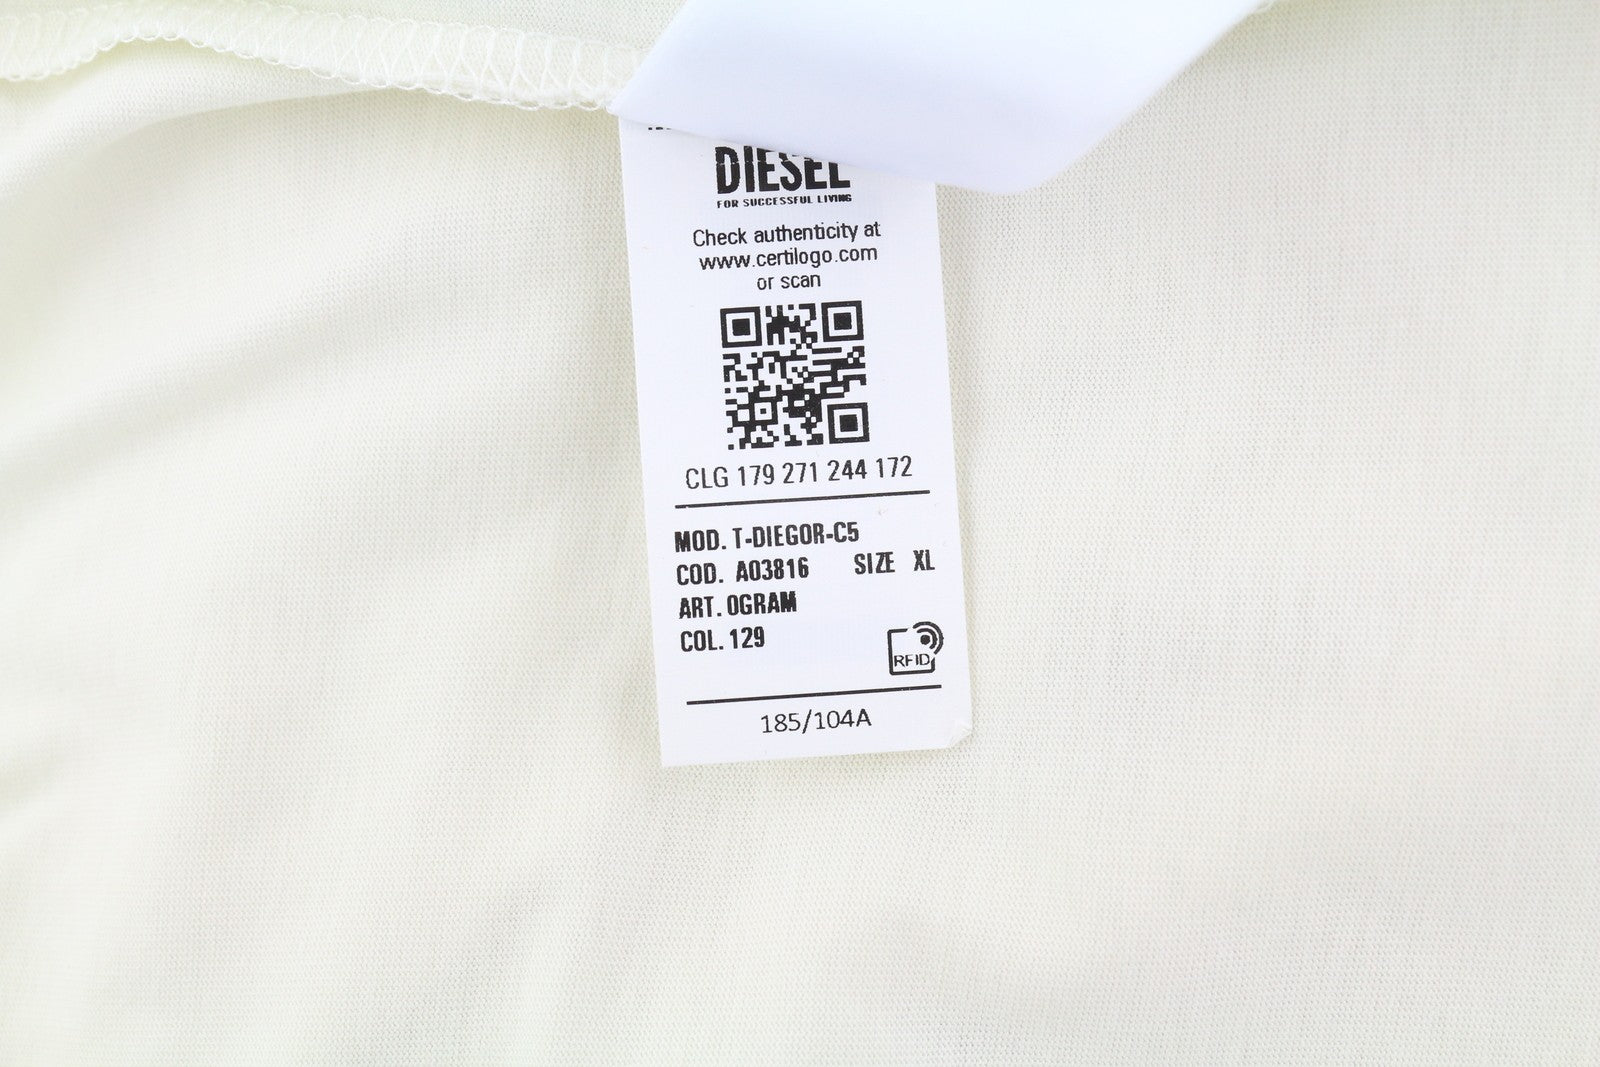 DIESEL
FOR SUCCESSFUL LIVING
Check authenticity at
www.certilogo.com
or scan
CLG 179 271 244 172
MOD. T-DIEGOR-C5
COD. A03816 SIZE XL
ART. 0GRAM
COL. 129
RFID
185/104A